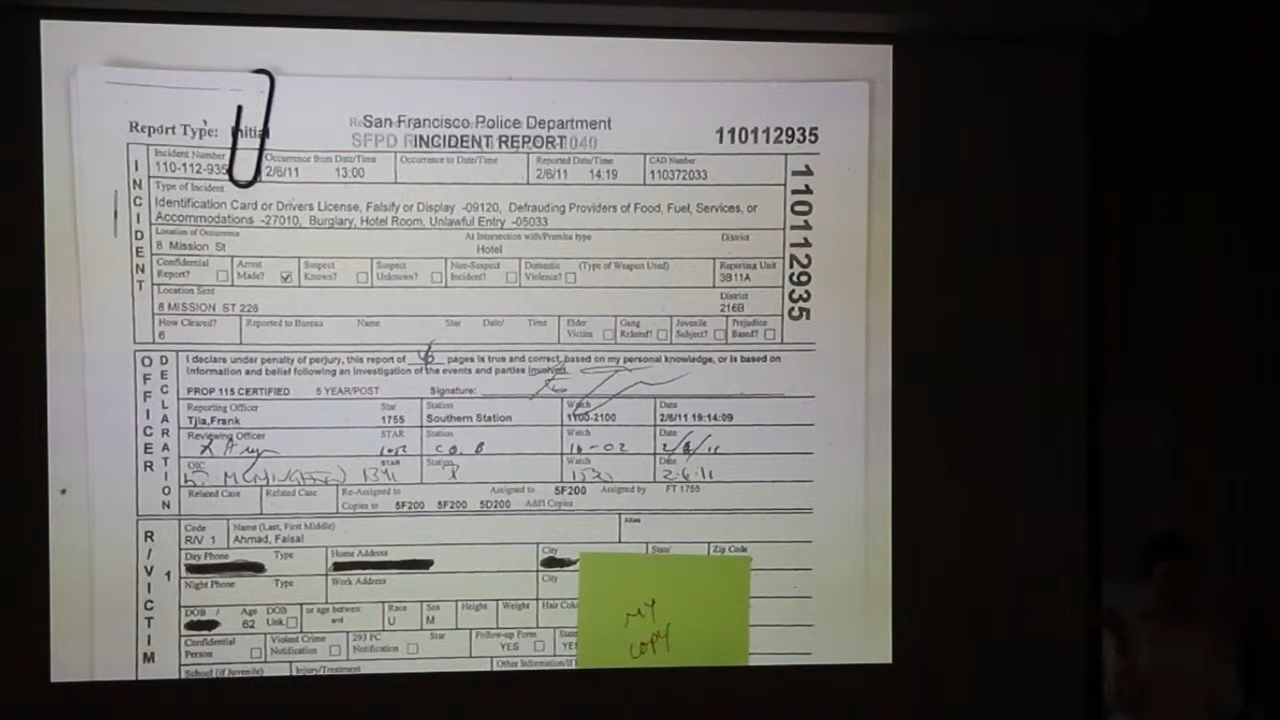 Report Type: Initial
San Francisco Police Department
INCIDENT REPORT
110112935
INCIDENT
Incident Number Occurrence from Date/Time Occurrence to Date/Time Reported Date/Time CAD Number
110-112-935 2/6/11 13:00 2/6/11 14:19 110372033
110112935
Type of Incident
Identification Card or Drivers License, Falsify or Display -09120, Defrauding Providers of Food, Fuel, Services, or
Accommodations -27010, Burglary, Hotel Room, Unlawful Entry -05033
Location of Occurrence At Intersection with/Premise type District
8 Mission St Hotel
Confidential Report? Arrest Made? Suspect Known? Suspect Unknown? Non-Suspect Incident? Domestic Violence? (Type of Weapon Used) Reporting Unit
3B11A
Location Sent District
8 MISSION ST 226 216B
How Cleared? Reported to Bureau Name Star Date/ Time Elder Victim Gang Related? Juvenile Subject? Prejudice Based?
6
OFFICER DECLARATION
I declare under penalty of perjury, this report of pages is true and correct, based on my personal knowledge, or is based on
information and belief following an investigation of the events and parties involved.
PROP 115 CERTIFIED 5 YEAR/POST Signature:
Reporting Officer Star Station Watch Date
Tjia,Frank 1755 Southern Station 1100-2100 2/6/11 19:14:09
Reviewing Officer STAR Station Watch Date
CO. B 16-02 2/6/11
OIC STAR Station Watch Date
2-6-11
Related Case Related Case Re-Assigned to Assigned to 5F200 Assigned by FT 1755
Copies to 5F200 5F200 5D200 Add'l Copies
R/VICTIM 1
Code Name (Last, First Middle) Alias
R/V 1 Ahmad, Faisal
Day Phone Type Home Address City State Zip Code
Night Phone Type Work Address City
DOB / Age DOB Unk. or age between and Race Sex Height Weight Hair
62 U M
Confidential Person Violent Crime Notification 293 PC Notification Star Follow-up Form YES
School (if Juvenile) Injury/Treatment Other Information/If
MY
COPY